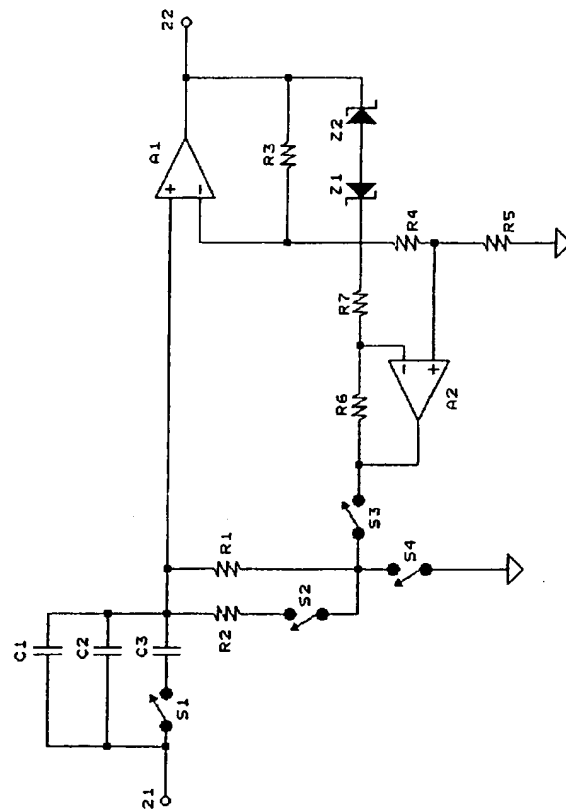 22
A1
+
-
R3
Z2
Z1
R4
R5
R7
R6
-
+
A2
S3
R1
S4
S2
R2
C1
C2
C3
S1
21